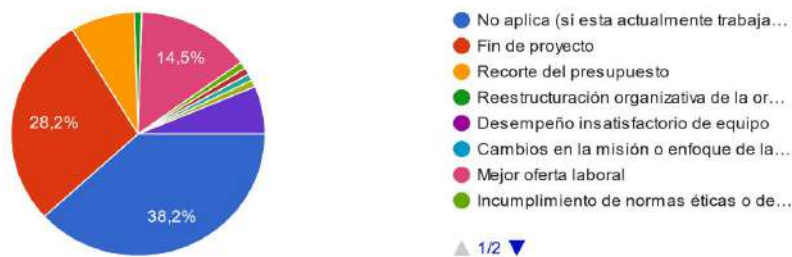 14,5%
28,2%
38,2%
No aplica (si esta actualmente trabaja...
Fin de proyecto
Recorte del presupuesto
Reestructuración organizativa de la or...
Desempeño insatisfactorio de equipo
Cambios en la misión o enfoque de la...
Mejor oferta laboral
Incumplimiento de normas éticas o de...
1/2